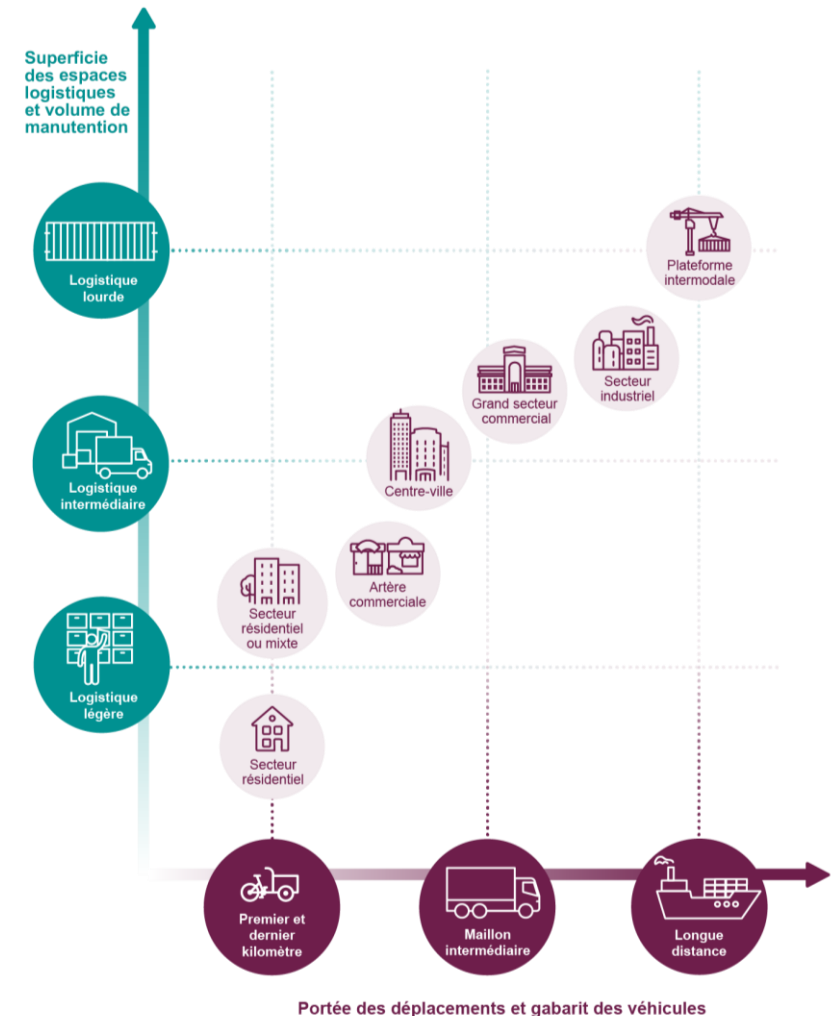 Superficie
des espaces
logistiques
et volume de
manutention
Logistique
lourde
Plateforme
intermodale
Secteur
industriel
Grand secteur
commercial
Logistique
intermédiaire
Centre-ville
Artère
commerciale
Secteur
résidentiel
ou mixte
Logistique
légère
Secteur
résidentiel
Premier et
dernier
kilomètre
Maillon
intermédiaire
Longue
distance
Portée des déplacements et gabarit des véhicules